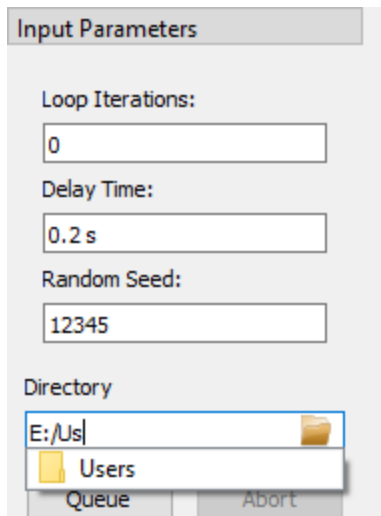 Input Parameters
Loop Iterations:
0
Delay Time:
0.2 s
Random Seed:
12345
Directory
E:/Us
Users
Queue Abort